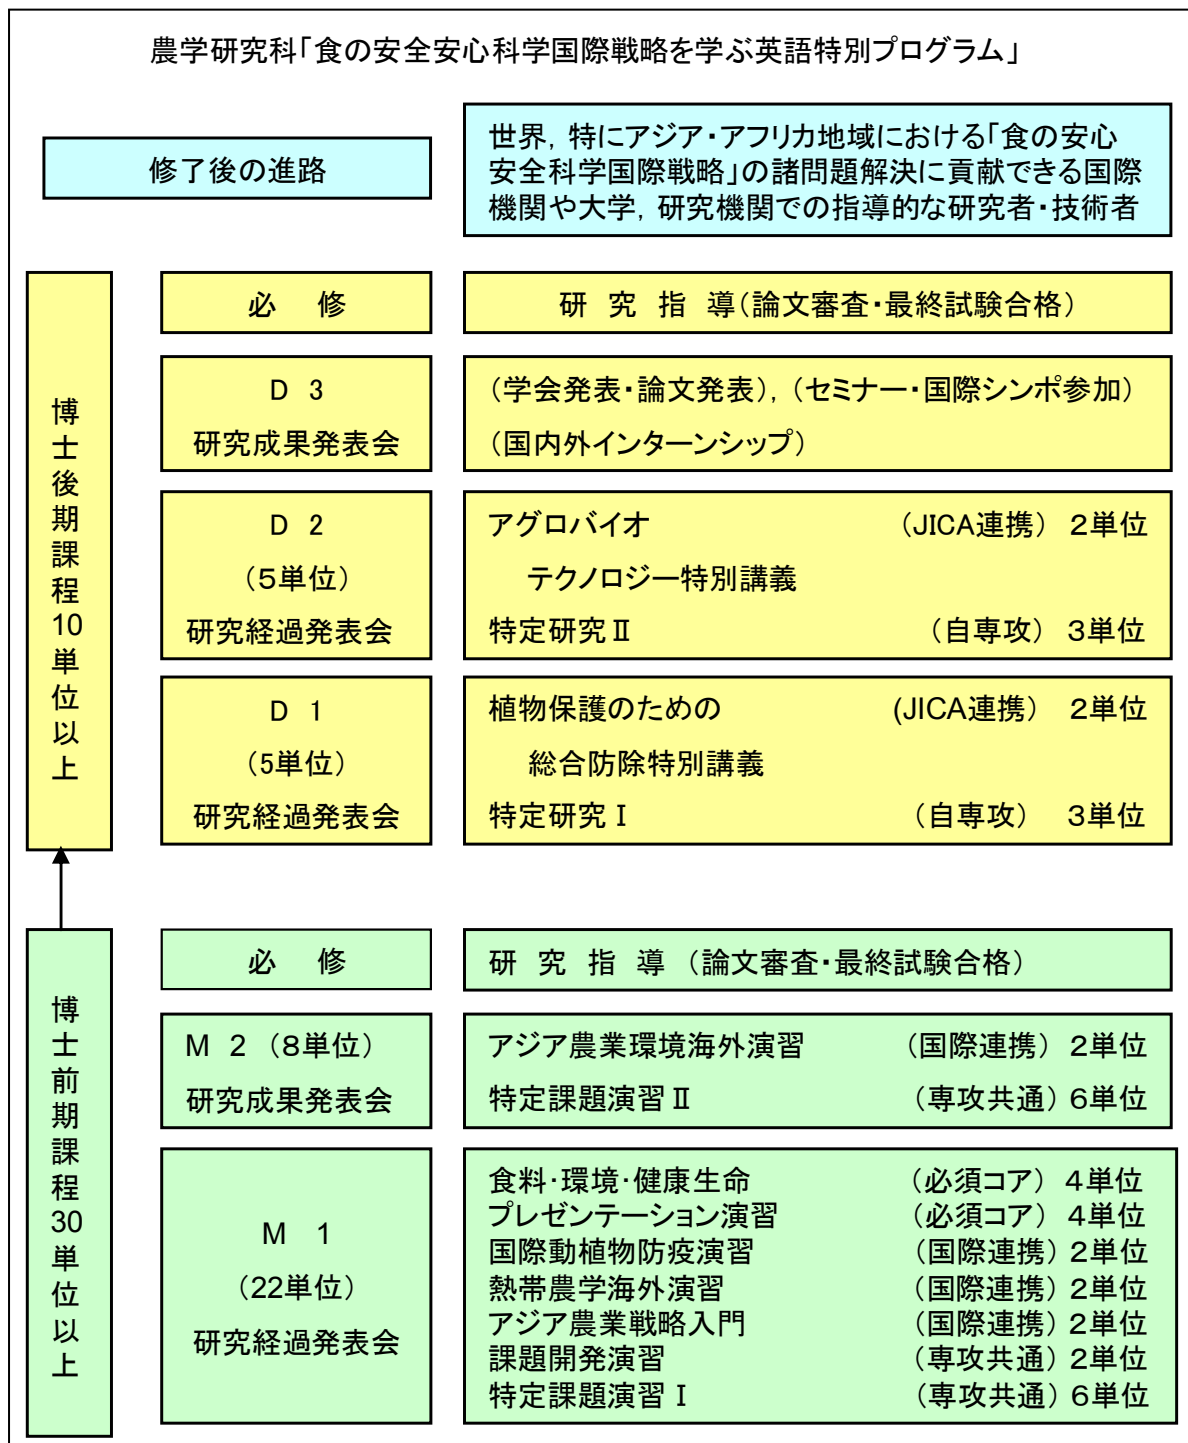 農学研究科「食の安全安心科学国際戦略を学ぶ英語特別プログラム」
修了後の進路
世界，特にアジア・アフリカ地域における「食の安心
安全科学国際戦略」の諸問題解決に貢献できる国際
機関や大学，研究機関での指導的な研究者・技術者
博士後期課程10単位以上
必　修
研 究 指 導（論文審査・最終試験合格）
D 3
研究成果発表会
（学会発表・論文発表），（セミナー・国際シンポ参加）
（国内外インターンシップ）
D 2
（５単位）
研究経過発表会
アグロバイオ （JICA連携） ２単位
テクノロジー特別講義
特定研究Ⅱ （自専攻） ３単位
D 1
（5単位）
研究経過発表会
植物保護のための (JICA連携） ２単位
総合防除特別講義
特定研究Ⅰ （自専攻） ３単位
博士前期課程30単位以上
必　修
研 究 指 導 （論文審査・最終試験合格）
M 2 （８単位）
研究成果発表会
アジア農業環境海外演習 （国際連携） ２単位
特定課題演習Ⅱ （専攻共通） ６単位
M 1
（22単位）
研究経過発表会
食料・環境・健康生命 （必須コア） ４単位
プレゼンテーション演習 （必須コア） ４単位
国際動植物防疫演習 （国際連携） ２単位
熱帯農学海外演習 （国際連携） ２単位
アジア農業戦略入門 （国際連携） ２単位
課題開発演習 （専攻共通） ２単位
特定課題演習Ⅰ （専攻共通） ６単位